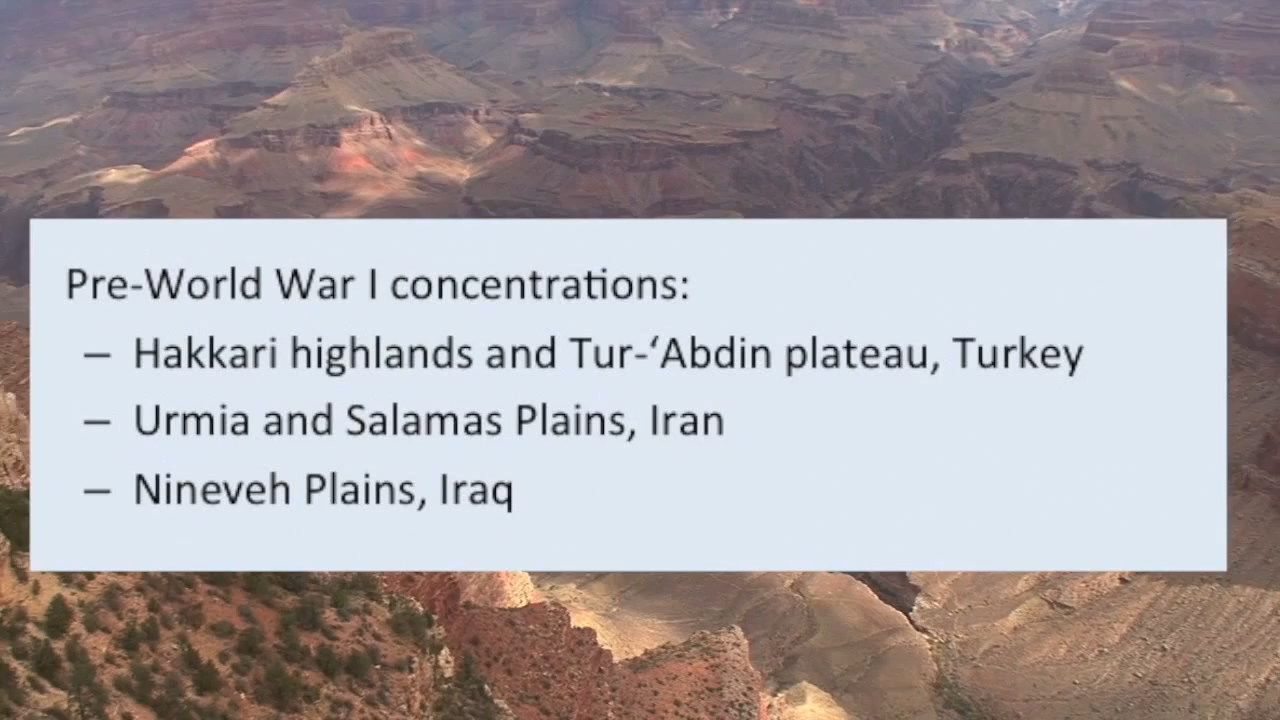 Pre-World War I concentrations:
– Hakkari highlands and Tur-‘Abdin plateau, Turkey
– Urmia and Salamas Plains, Iran
– Nineveh Plains, Iraq